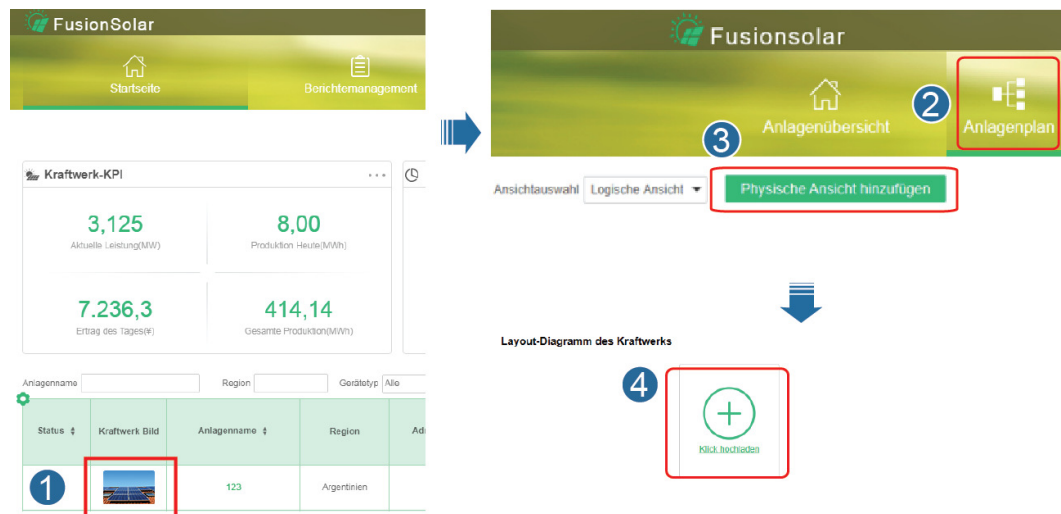 FusionSolar
Startseite
Berichtemanagement
Kraftwerk-KPI
...
3,125
Aktuelle Leistung(MW)
8,00
Produktion Heute(MWh)
7.236,3
Ertrag des Tages(¥)
414,14
Gesamte Produktion(MWh)
Anlagenname
Region
Gerätetyp Alle
Status
Kraftwerk Bild
Anlagenname
Region
Ad
1
123
Argentinien
Fusionsolar
Anlagenübersicht
2
Anlagenplan
3
Ansichtauswahl Logische Ansicht
Physische Ansicht hinzufügen
Layout-Diagramm des Kraftwerks
4
Klick hochladen